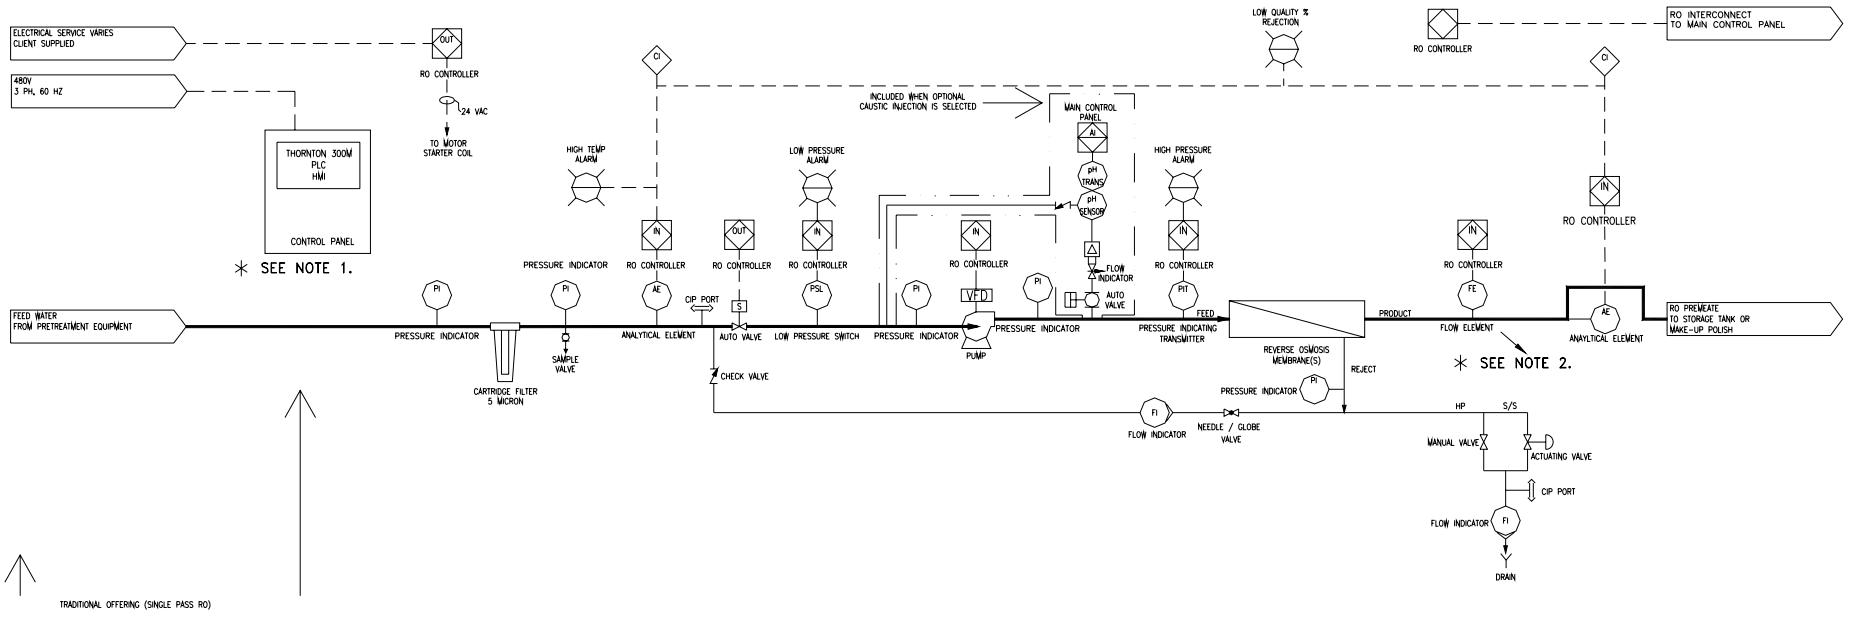 ELECTRICAL SERVICE VARIES
CLIENT SUPPLIED
OUT
RO CONTROLLER
24 VAC
TO MOTOR
STARTER COIL
480V
3 PH, 60 HZ
THORNTON 300M
PLC
HMI
CONTROL PANEL
* SEE NOTE 1.
CI
LOW QUALITY %
REJECTION
RO CONTROLLER
RO INTERCONNECT
TO MAIN CONTROL PANEL
CI
INCLUDED WHEN OPTIONAL
CAUSTIC INJECTION IS SELECTED
MAIN CONTROL
PANEL
AI
pH
TRANS
pH
SENSOR
FLOW
INDICATOR
AUTO
VALVE
HIGH TEMP
ALARM
LOW PRESSURE
ALARM
HIGH PRESSURE
ALARM
IN
RO CONTROLLER
OUT
RO CONTROLLER
IN
RO CONTROLLER
IN
RO CONTROLLER
IN
RO CONTROLLER
IN
RO CONTROLLER
IN
RO CONTROLLER
FEED WATER
FROM PRETREATMENT EQUIPMENT
PI
PRESSURE INDICATOR
CARTRIDGE FILTER
5 MICRON
PRESSURE INDICATOR
PI
SAMPLE
VALVE
AE
ANALYTICAL ELEMENT
CIP PORT
S
AUTO VALVE
PSL
LOW PRESSURE SWITCH
PI
PRESSURE INDICATOR
VFD
PUMP
PI
PRESSURE INDICATOR
PIT
PRESSURE INDICATING
TRANSMITTER
FEED
REVERSE OSMOSIS
MEMBRANE(S)
PRODUCT
FE
FLOW ELEMENT
* SEE NOTE 2.
AE
ANAYLTICAL ELEMENT
RO PREMEATE
TO STORAGE TANK OR
MAKE-UP POLISH
CHECK VALVE
REJECT
PRESSURE INDICATOR
PI
FI
FLOW INDICATOR
NEEDLE / GLOBE
VALVE
HP
S/S
MANUAL VALVE
ACTUATING VALVE
CIP PORT
FLOW INDICATOR
FI
DRAIN
TRADITIONAL OFFERING (SINGLE PASS RO)